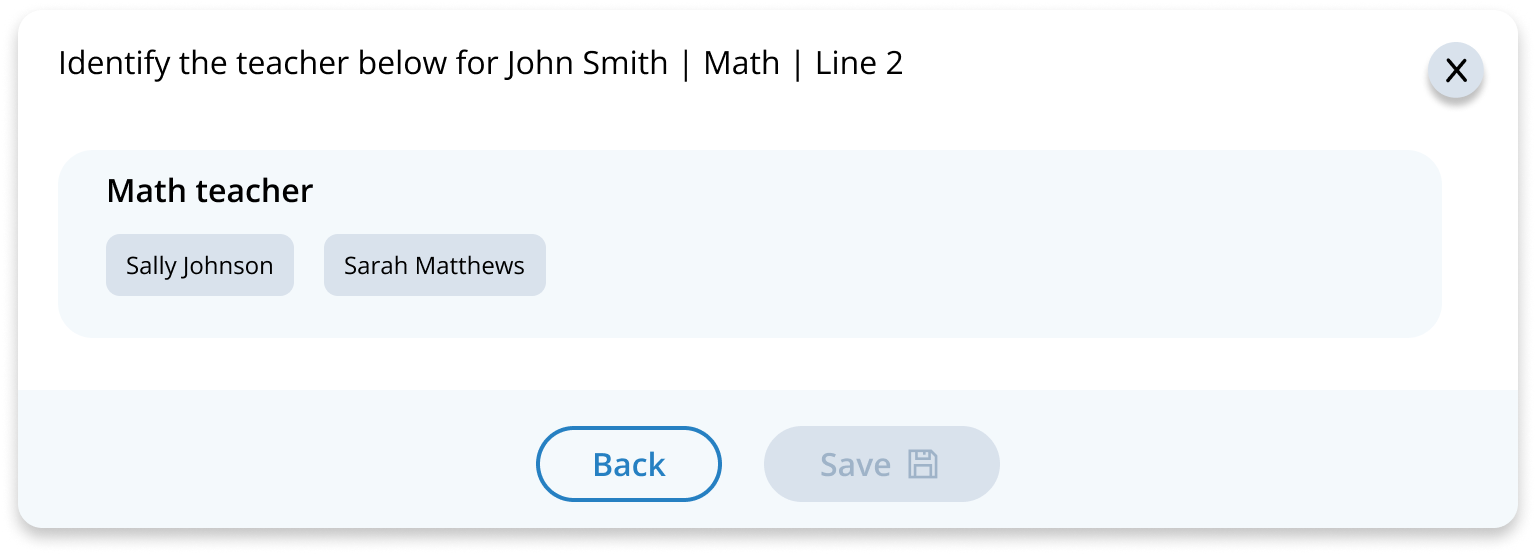 Identify the teacher below for John Smith | Math | Line 2
X
Math teacher
Sally Johnson
Sarah Matthews
Back
Save